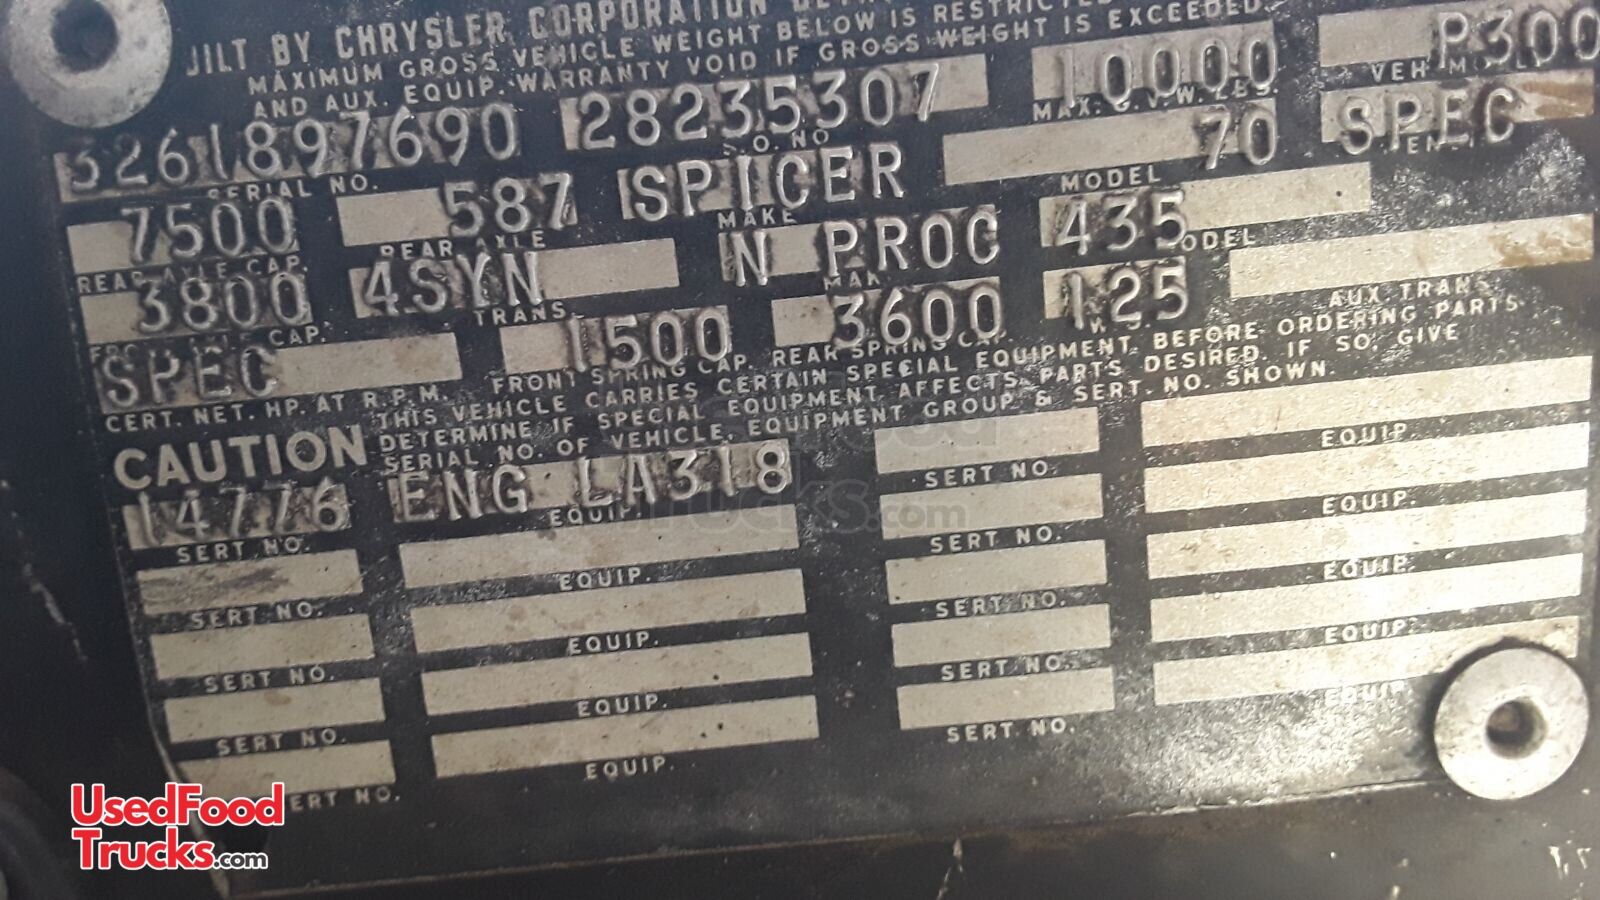 JILT BY CHRYSLER CORPORATION
MAXIMUM GROSS VEHICLE WEIGHT BELOW IS RESTRICTED
AND AUX. EQUIP. WARRANTY VOID IF GROSS WEIGHT IS EXCEEDED.
3261897690 28235307 10000 P300
SERIAL NO. S.O. NO MAX. G.V.W. LBS. VEH MODEL
7500 587 SPICER 70 SPEC
REAR AXLE CAP. REAR AXLE MAKE MODEL
3800 4SYN N PROC 435
FRONT AXLE CAP. TRANS. MAKE MODEL AUX. TRANS.
SPEC 1500 3600 125
CERT. NET. HP. AT R.P.M. FRONT SPRING CAP. REAR SPRING CAP. W.B.
CAUTION
THIS VEHICLE CARRIES CERTAIN SPECIAL EQUIPMENT. BEFORE ORDERING PARTS
DETERMINE IF SPECIAL EQUIPMENT AFFECTS PARTS DESIRED. IF SO, GIVE
SERIAL NO. OF VEHICLE, EQUIPMENT GROUP & SERT. NO. SHOWN.
14776 ENG LA318
SERT. NO. EQUIP. SERT NO. EQUIP.
SERT NO. EQUIP. SERT NO. EQUIP.
SERT NO. EQUIP. SERT NO. EQUIP.
SERT NO. EQUIP. SERT NO. EQUIP.
ERT NO. EQUIP. SERT NO. EQUIP.
UsedFood
Trucks.com